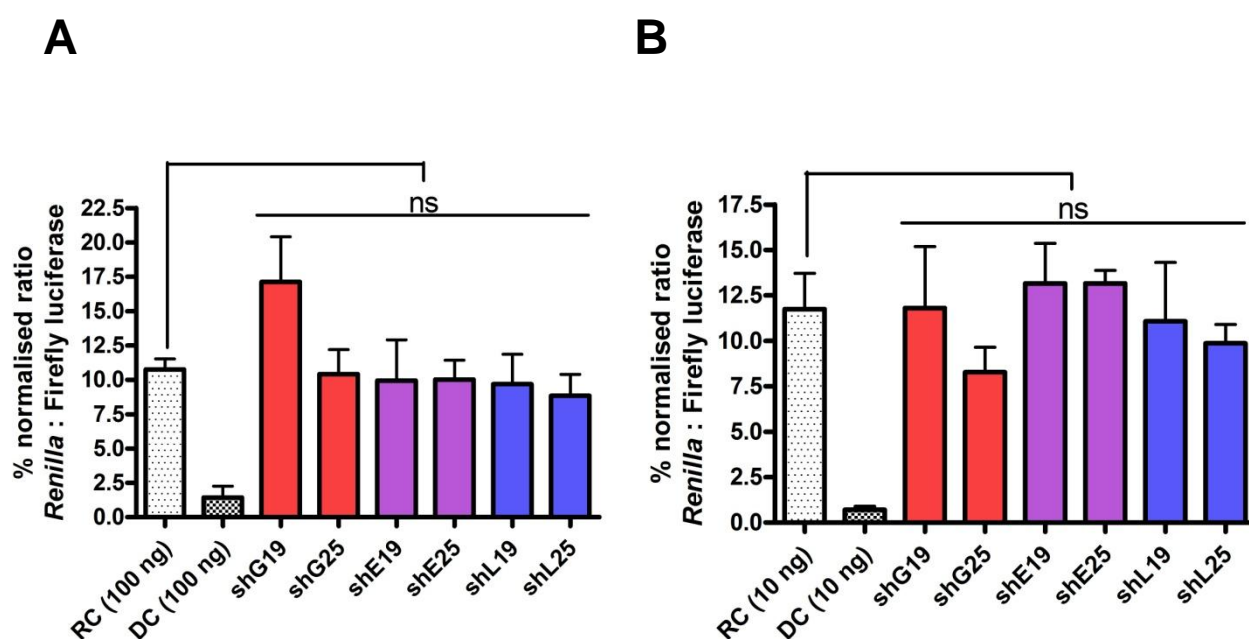 A
B
% normalised ratio
Renilla : Firefly luciferase
22.5
20.0
17.5
15.0
12.5
10.0
7.5
5.0
2.5
0.0
ns
RC (100 ng)
DC (100 ng)
shG19
shG25
shE19
shE25
shL19
shL25
% normalised ratio
Renilla : Firefly luciferase
17.5
15.0
12.5
10.0
7.5
5.0
2.5
0.0
ns
RC (10 ng)
DC (10 ng)
shG19
shG25
shE19
shE25
shL19
shL25